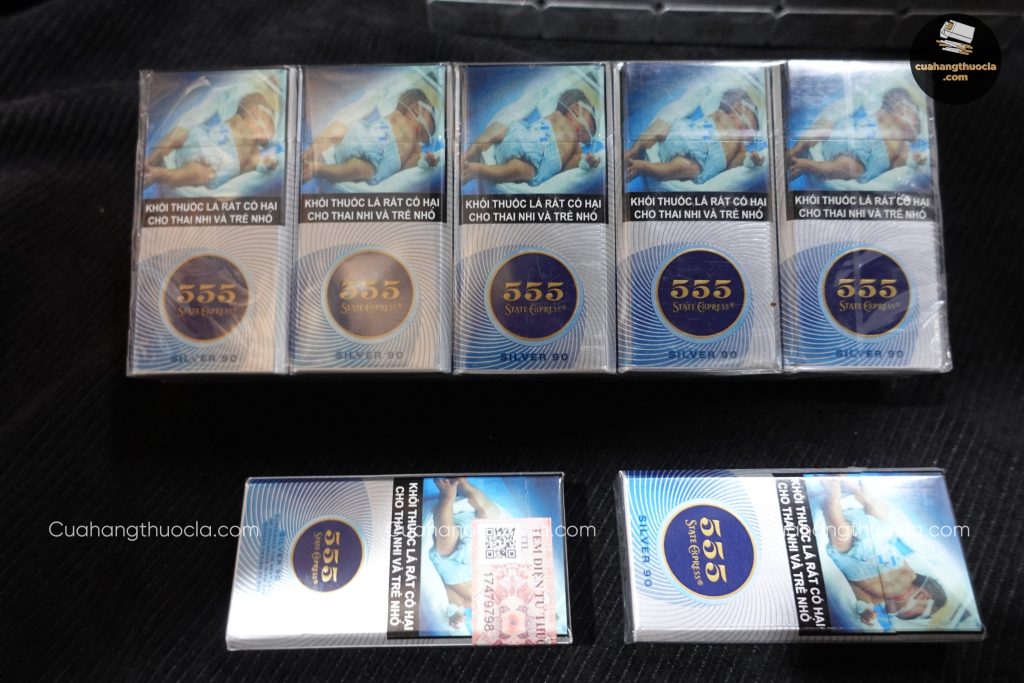 cuahangthuocla
.com
KHÓI THUỐC LÁ RẤT CÓ HẠI
CHO THAI NHI VÀ TRẺ NHỎ
KHÓI THUỐC LÁ RẤT CÓ HẠI
CHO THAI NHI VÀ TRẺ NHỎ
KHÓI THUỐC LÁ RẤT CÓ HẠI
CHO THAI NHI VÀ TRẺ NHỎ
KHÓI THUỐC LÁ RẤT CÓ HẠI
CHO THAI NHI VÀ TRẺ NHỎ
KHÓI THUỐC LÁ RẤT CÓ HẠI
CHO THAI NHI VÀ TRẺ NHỎ
555
STATE EXPRESS®
SILVER 90
555
STATE EXPRESS®
SILVER 90
555
STATE EXPRESS®
SILVER 90
555
STATE EXPRESS®
SILVER 90
555
STATE EXPRESS®
SILVER 90
555
STATE EXPRESS®
KHÓI THUỐC LÁ RẤT CÓ HẠI
CHO THAI NHI VÀ TRẺ NHỎ
TEM ĐIỆN TỬ THUỐ
17479798
SILVER 90
555
STATE EXPRESS®
KHÓI THUỐC LÁ RẤT CÓ HẠI
CHO THAI NHI VÀ TRẺ NHỎ
Cuahangthuocla.com
Cuahangthuocla.com
Cuahangthuocla.com